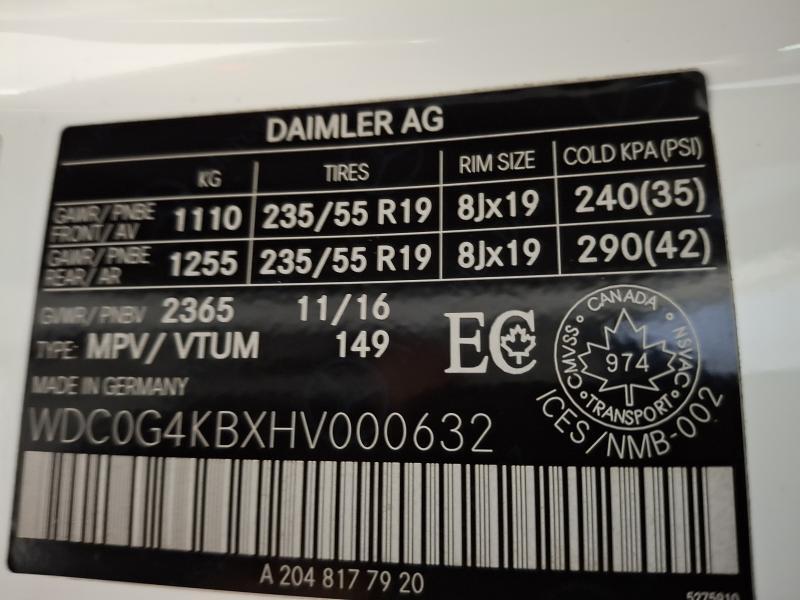 DAIMLER AG
KG TIRES RIM SIZE COLD KPA (PSI)
GAWR/PNBE
FRONT/AV 1110 235/55 R19 8Jx19 240(35)
GAWR/PNBE
REAR/AR 1255 235/55 R19 8Jx19 290(42)
GVWR/PNBV 2365 11/16
TYPE: MPV/VTUM 149
EC
CANADA
CMVSS 974 NSVAC
TRANSPORT
ICES/NMB-002
MADE IN GERMANY
WDC0G4KBXHV000632
A 204 817 79 20